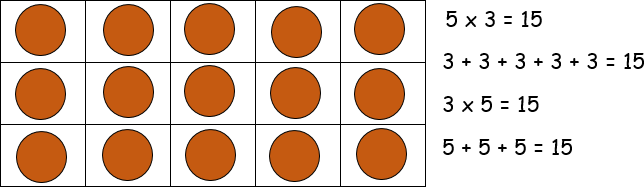 5 x 3 = 15
3 + 3 + 3 + 3 + 3 = 15
3 x 5 = 15
5 + 5 + 5 = 15